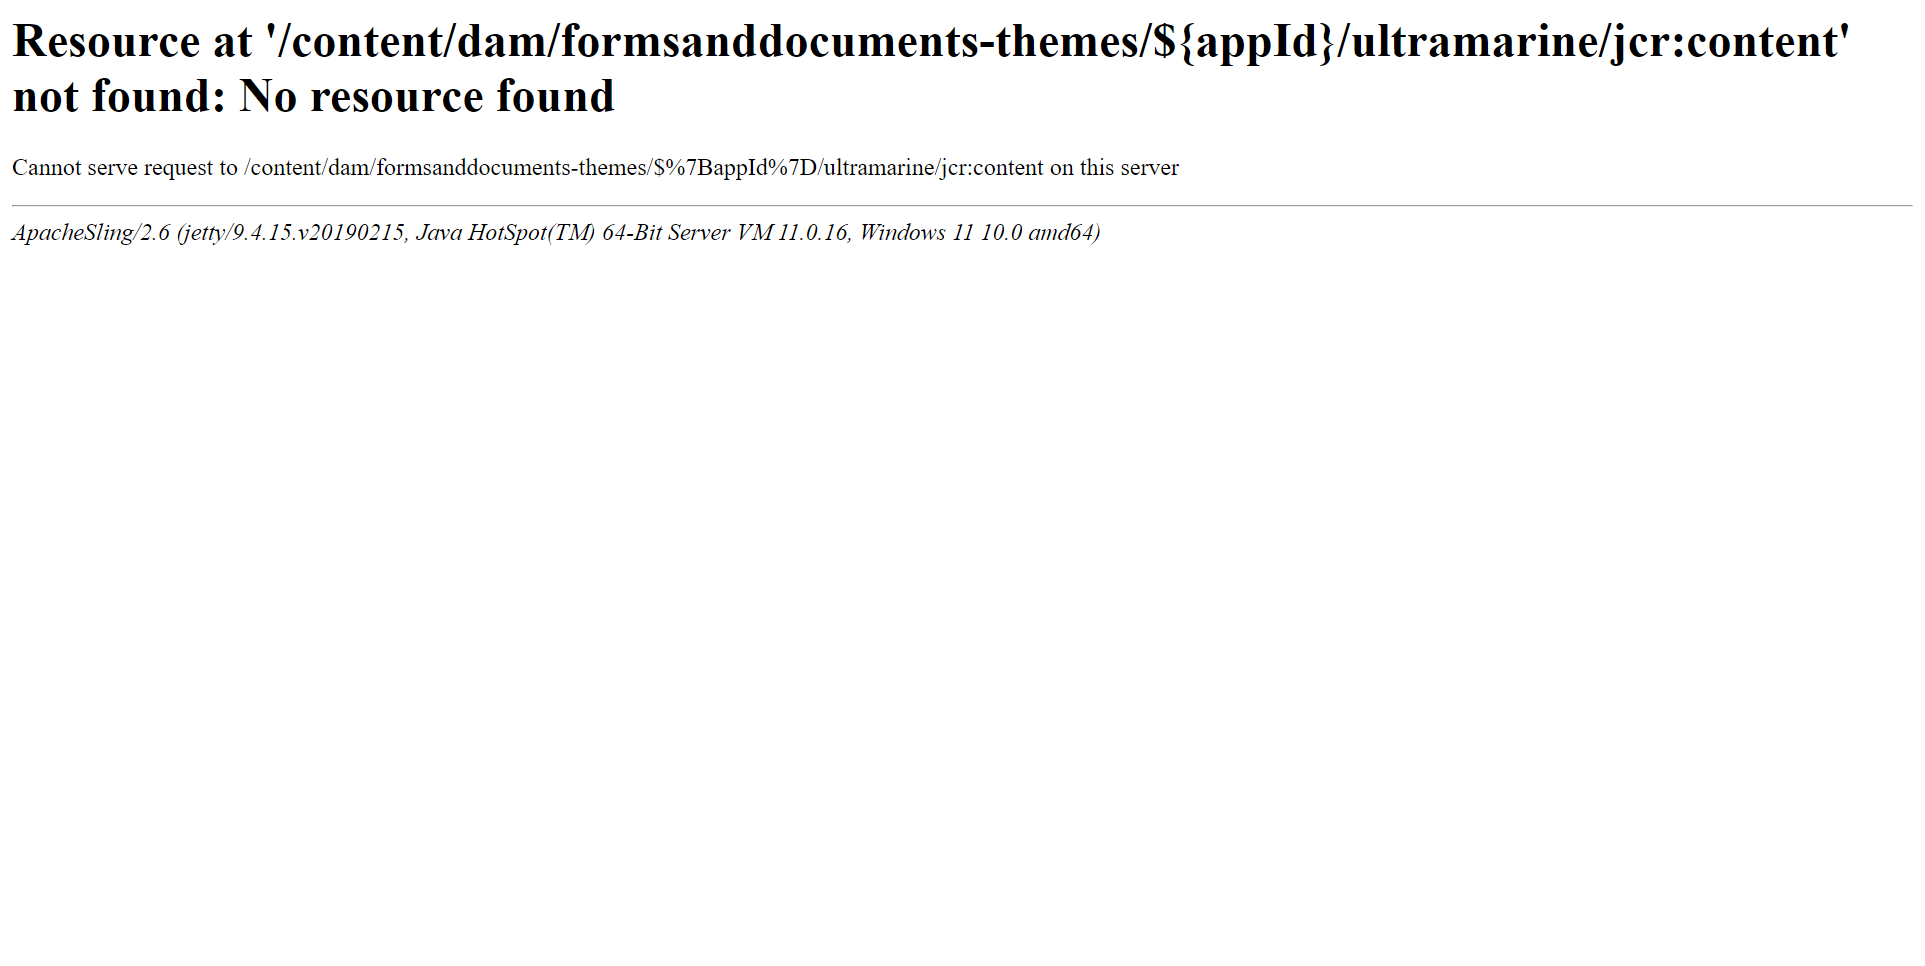 Resource at '/content/dam/formsanddocuments-themes/${appId}/ultramarine/jcr:content'
not found: No resource found
Cannot serve request to /content/dam/formsanddocuments-themes/$%7BappId%7D/ultramarine/jcr:content on this server
ApacheSling/2.6 (jetty/9.4.15.v20190215, Java HotSpot(TM) 64-Bit Server VM 11.0.16, Windows 11 10.0 amd64)